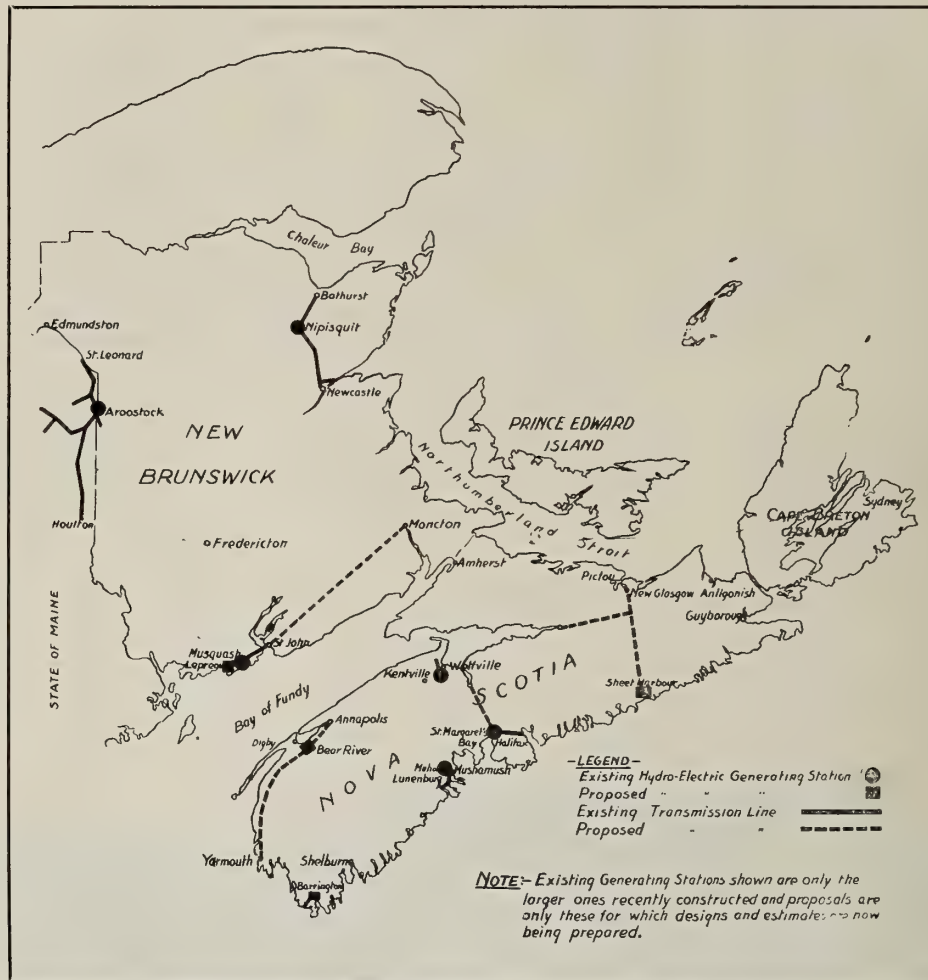 Chaleur Bay
Bathurst
Nipisquit
Edmundston
St. Leonard
Newcastle
Aroostock
NEW
BRUNSWICK
PRINCE EDWARD
ISLAND
Northumberland Strait
CAPE BRETON
ISLAND
Sydney
Houlton
Fredericton
Moncton
Amherst
Pictou
New Glasgow Antigonish
Guyborough
STATE OF MAINE
St John
Musquash
Lepreau
Kentville
Wolfville
NOVA SCOTIA
Sheet Harbour
Bay of Fundy
Annapolis
Digby
Bear River
St. Margaret's
Bay
Halifax
Mushamush
Lunenburg
Yarmouth
Shelburne
Barrington
-LEGEND-
Existing Hydro-Electric Generating Station
Proposed " " "
Existing Transmission Line
Proposed " "
NOTE:- Existing Generating Stations shown are only the
larger ones recently constructed and proposals are
only these for which designs and estimates are now
being prepared.